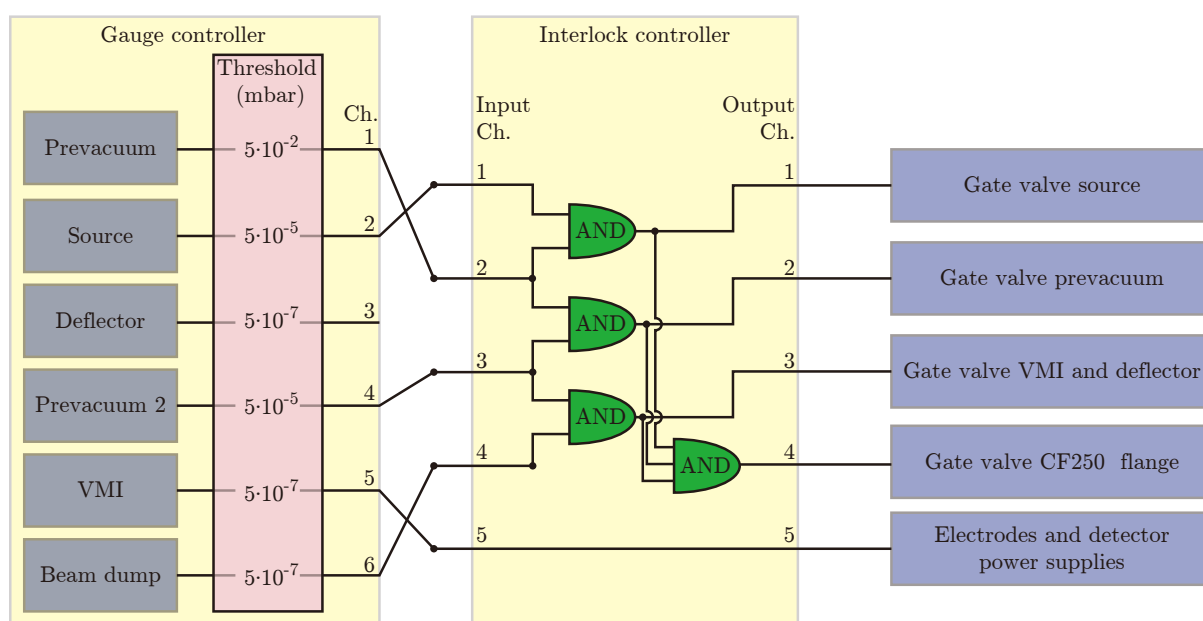 Gauge controller
Threshold
(mbar)
Ch.
Prevacuum
5·10⁻²
1
Source
5·10⁻⁵
2
Deflector
5·10⁻⁷
3
Prevacuum 2
5·10⁻⁵
4
VMI
5·10⁻⁷
5
Beam dump
5·10⁻⁷
6
Interlock controller
Input
Ch.
Output
Ch.
1
2
3
4
5
AND
AND
AND
AND
1
2
3
4
5
Gate valve source
Gate valve prevacuum
Gate valve VMI and deflector
Gate valve CF250 flange
Electrodes and detector
power supplies